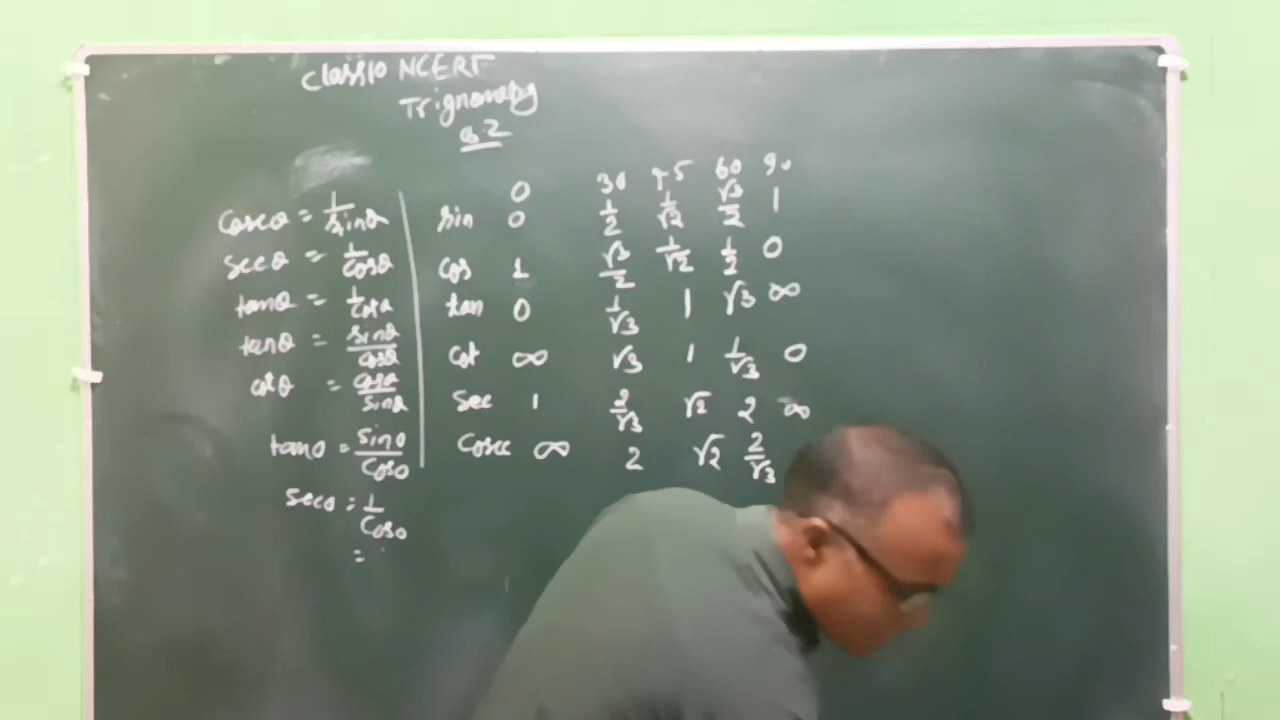 Class 10 NCERT
Trignometry
8.2
cosecθ = 1/sinθ
secθ = 1/cosθ
tanθ = 1/cotθ
tanθ = sinθ/cosθ
cotθ = cosθ/sinθ
tanθ = sinθ/cosθ
secθ = 1/cosθ
=
0 30 45 60 90
sin 0 1/2 1/√2 √3/2 1
cos 1 √3/2 1/√2 1/2 0
tan 0 1/√3 1 √3 ∞
cot ∞ √3 1 1/√3 0
sec 1 2/√3 √2 2 ∞
cosec ∞ 2 √2 2/√3